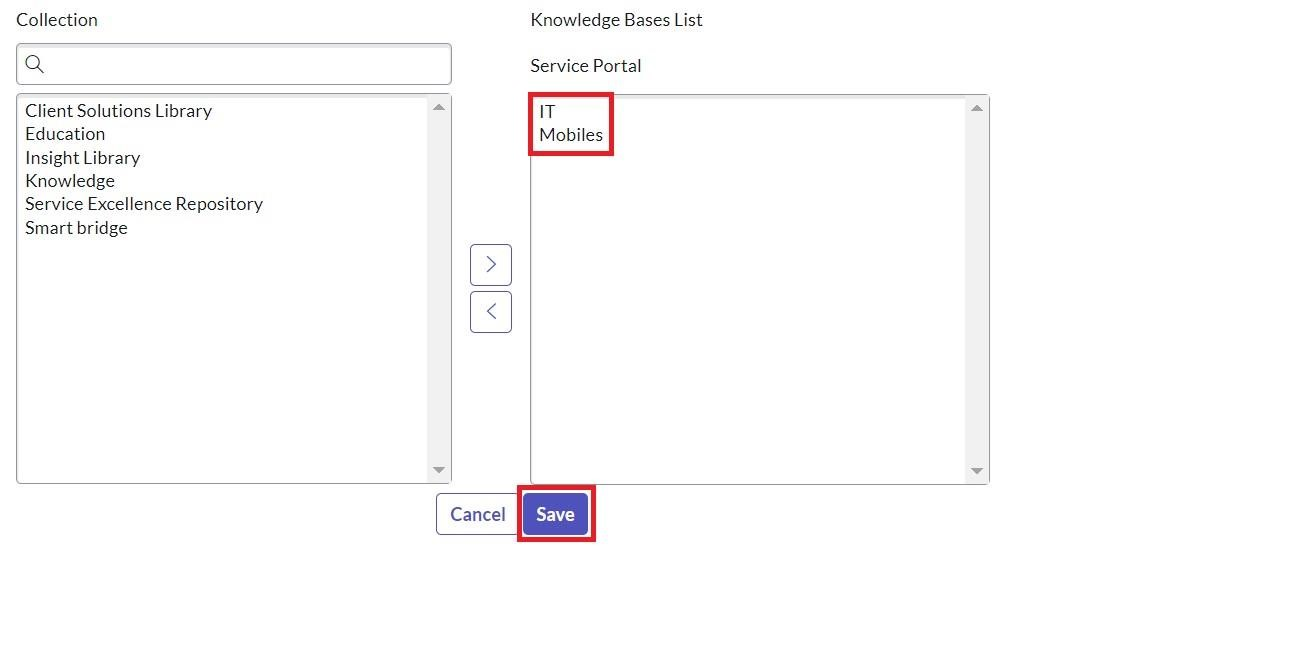 Collection
Client Solutions Library
Education
Insight Library
Knowledge
Service Excellence Repository
Smart bridge
Knowledge Bases List
Service Portal
IT
Mobiles
Cancel
Save